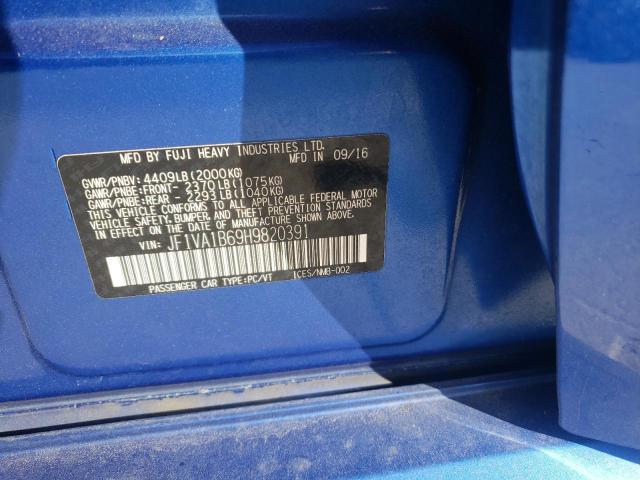 MFD BY FUJI HEAVY INDUSTRIES LTD.
MFD IN 09/16
GVWR/PNBV: 4409LB(2000KG)
GAWR/PNBE:FRONT- 2370LB(1075KG)
GAWR/PNBE:REAR - 2293LB(1040KG)
VEHICLE CONFORMS TO ALL APPLICABLE FEDERAL MOTOR
VEHICLE SAFETY, BUMPER, AND THEFT PREVENTION STANDARDS
IN EFFECT ON THE DATE OF MANUFACTURE SHOWN ABOVE.
VIN: JF1VA1B69H9820391
PASSENGER CAR TYPE:PC/VT ICES/NMB-002